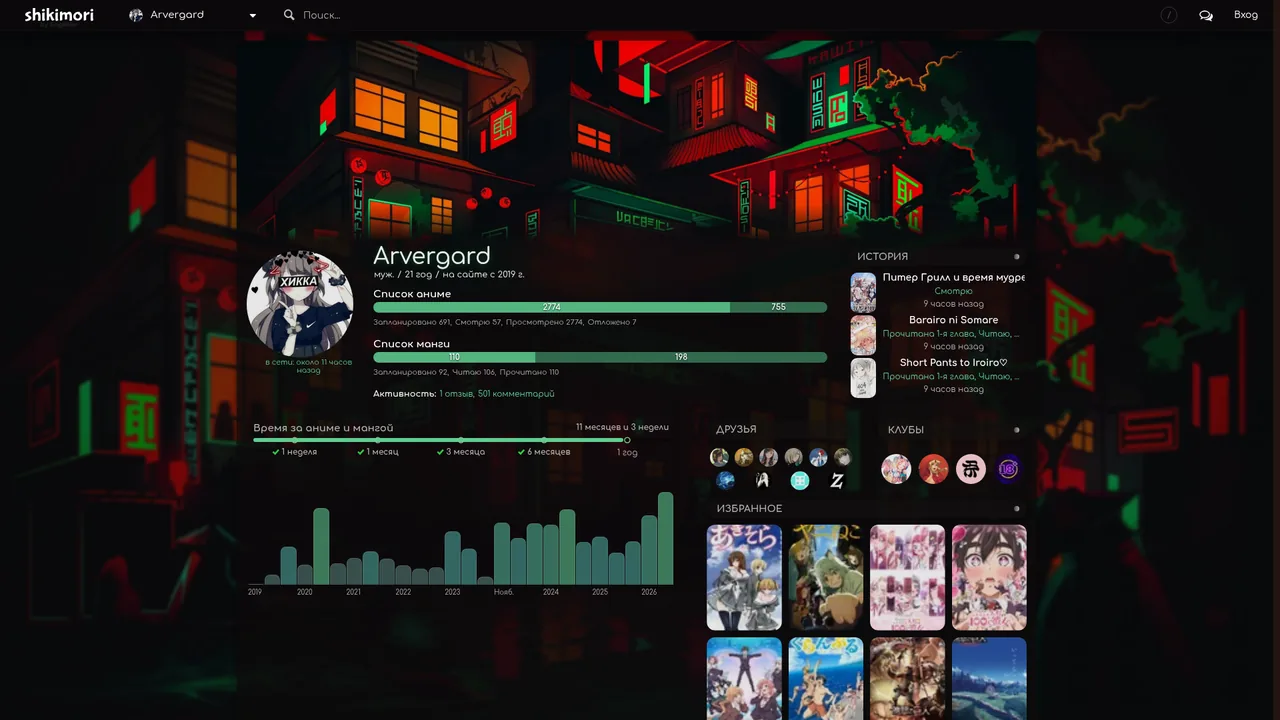 shikimori
Arvergard
Поиск...
/
Вход
Arvergard
муж. / 21 год / на сайте с 2019 г.
Список аниме
2774 755
Запланировано 691, Смотрю 57, Просмотрено 2774, Отложено 7
Список манги
110 198
Запланировано 92, Читаю 106, Прочитано 110
Активность: 1 отзыв, 501 комментарий
ХИККА
в сети: около 11 часов
назад
ИСТОРИЯ
Питер Грилл и время мудре
Смотрю
9 часов назад
Barairo ni Somare
Прочитана 1-я глава, Читаю, ...
9 часов назад
Short Pants to Iroiro♡
Прочитана 1-я глава, Читаю, ...
9 часов назад
Время за аниме и мангой
11 месяцев и 3 недели
1 неделя
1 месяц
3 месяца
6 месяцев
1 год
2019 2020 2021 2022 2023 Нояб. 2024 2025 2026
ДРУЗЬЯ
КЛУБЫ
ИЗБРАННОЕ
あきそら